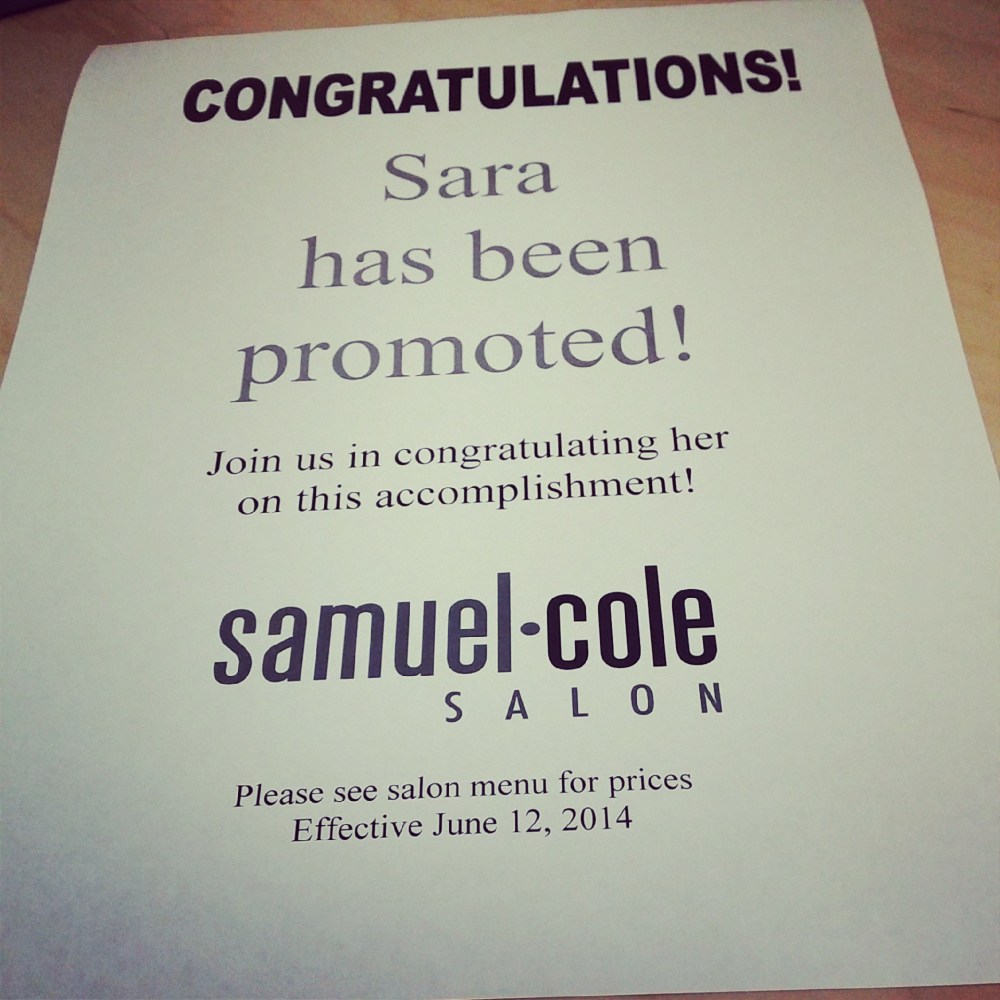 CONGRATULATIONS!
Sara
has been
promoted!
Join us in congratulating her
on this accomplishment!
samuel·cole
SALON
Please see salon menu for prices
Effective June 12, 2014